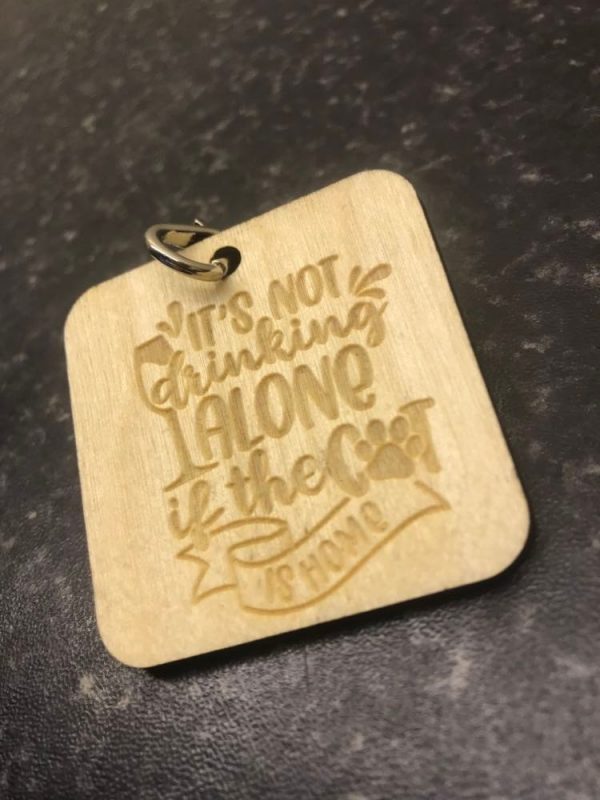 IT'S NOT
drinking
ALONE
if the CAT
IS HOME